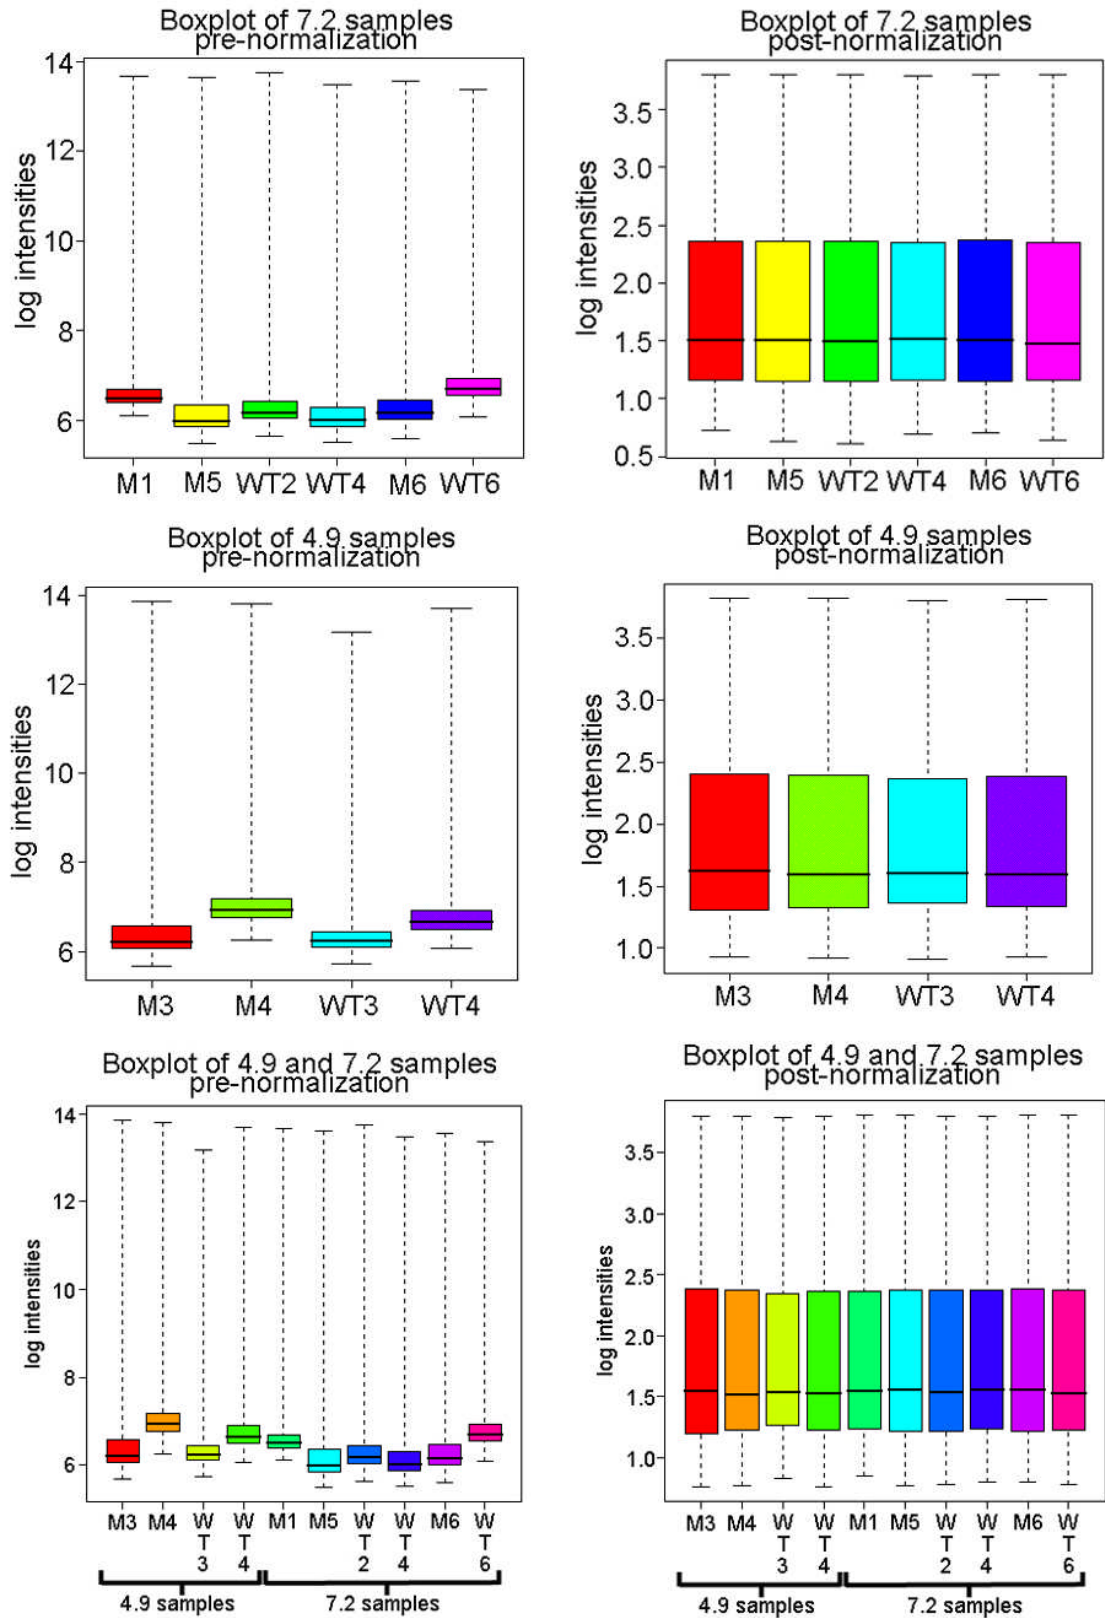 Boxplot of 7.2 samples
pre-normalization
log intensities
14
12
10
8
6
M1 M5 WT2 WT4 M6 WT6
Boxplot of 7.2 samples
post-normalization
log intensities
3.5
3.0
2.5
2.0
1.5
1.0
0.5
M1 M5 WT2 WT4 M6 WT6
Boxplot of 4.9 samples
pre-normalization
log intensities
14
12
10
8
6
M3 M4 WT3 WT4
Boxplot of 4.9 samples
post-normalization
log intensities
3.5
3.0
2.5
2.0
1.5
1.0
M3 M4 WT3 WT4
Boxplot of 4.9 and 7.2 samples
pre-normalization
log intensities
14
12
10
8
6
M3 M4 W W M1 M5 W W M6 W
T T T T T
3 4 2 4 6
4.9 samples 7.2 samples
Boxplot of 4.9 and 7.2 samples
post-normalization
log intensities
3.5
3.0
2.5
2.0
1.5
1.0
M3 M4 W W M1 M5 W W M6 W
T T T T T
3 4 2 4 6
4.9 samples 7.2 samples